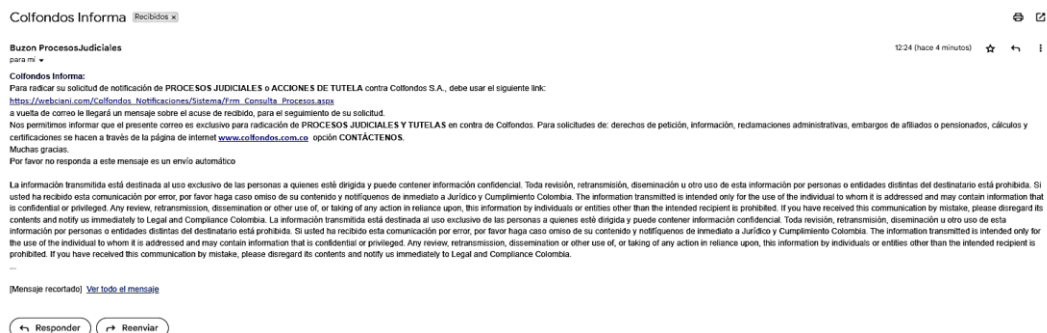 Colfondos Informa Recibidos x
Buzon ProcesosJudiciales
12:24 (hace 4 minutos)
para mí
Colfondos Informa:
Para radicar su solicitud de notificación de PROCESOS JUDICIALES o ACCIONES DE TUTELA contra Colfondos S.A., debe usar el siguiente link:
https://webciani.com/Colfondos_Notificaciones/Sistema/Frm_Consulta_Procesos.aspx
a vuelta de correo le llegará un mensaje sobre el acuse de recibido, para el seguimiento de su solicitud.
Nos permitimos informar que el presente correo es exclusivo para radicación de PROCESOS JUDICIALES Y TUTELAS en contra de Colfondos. Para solicitudes de: derechos de petición, información, reclamaciones administrativas, embargos de afiliados o pensionados, cálculos y
certificaciones se hacen a través de la página de internet www.colfondos.com.co opción CONTÁCTENOS.
Muchas gracias.
Por favor no responda a este mensaje es un envío automático
La información transmitida está destinada al uso exclusivo de las personas a quienes esté dirigida y puede contener información confidencial. Toda revisión, retransmisión, diseminación u otro uso de esta información por personas o entidades distintas del destinatario está prohibida. Si
usted ha recibido esta comunicación por error, por favor haga caso omiso de su contenido y notifíquenos de inmediato a Jurídico y Cumplimiento Colombia. The information transmitted is intended only for the use of the individual to whom it is addressed and may contain information that
is confidential or privileged. Any review, retransmission, dissemination or other use of, or taking of any action in reliance upon, this information by individuals or entities other than the intended recipient is prohibited. If you have received this communication by mistake, please disregard its
contents and notify us immediately to Legal and Compliance Colombia. La información transmitida está destinada al uso exclusivo de las personas a quienes esté dirigida y puede contener información confidencial. Toda revisión, retransmisión, diseminación u otro uso de esta
información por personas o entidades distintas del destinatario está prohibida. Si usted ha recibido esta comunicación por error, por favor haga caso omiso de su contenido y notifíquenos de inmediato a Jurídico y Cumplimiento Colombia. The information transmitted is intended only for
the use of the individual to whom it is addressed and may contain information that is confidential or privileged. Any review, retransmission, dissemination or other use of, or taking of any action in reliance upon, this information by individuals or entities other than the intended recipient is
prohibited. If you have received this communication by mistake, please disregard its contents and notify us immediately to Legal and Compliance Colombia.
...
[Mensaje recortado] Ver todo el mensaje
Responder
Reenviar